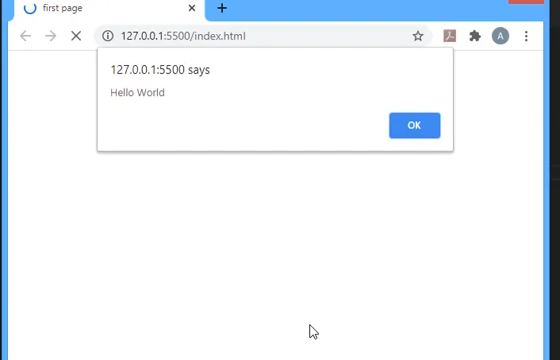 first page
127.0.0.1:5500/index.html
A
127.0.0.1:5500 says
Hello World
OK